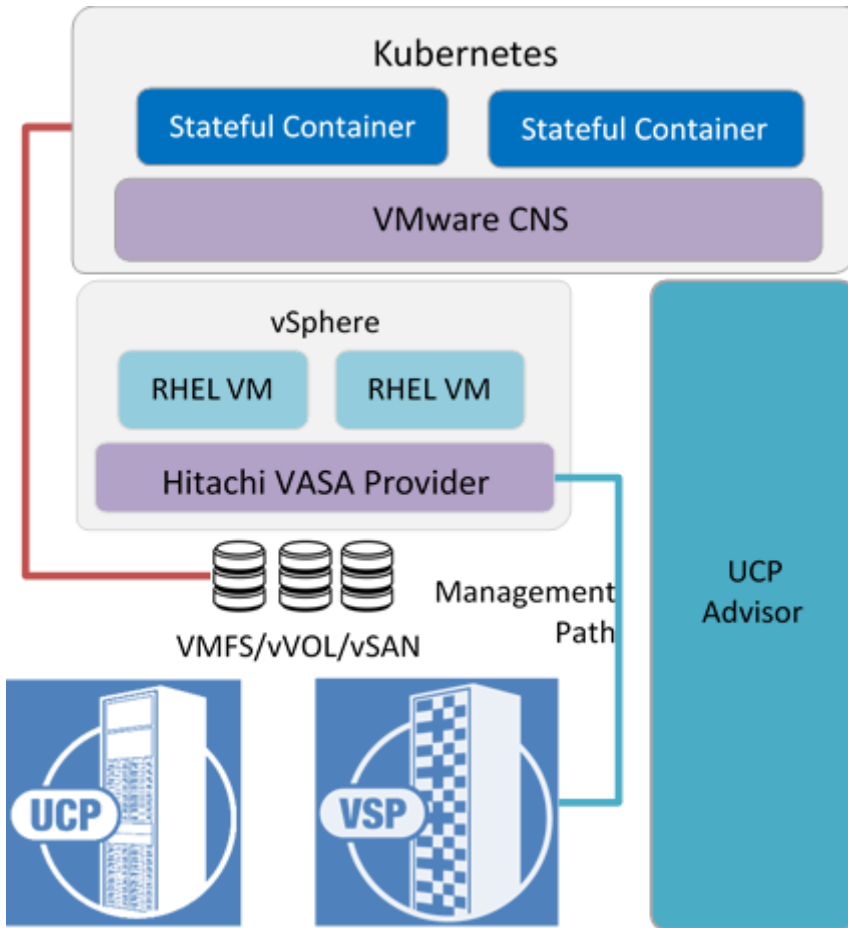 Kubernetes
Stateful Container
Stateful Container
VMware CNS
vSphere
RHEL VM
RHEL VM
Hitachi VASA Provider
VMFS/vVOL/vSAN
Management
Path
UCP
Advisor
UCP
VSP